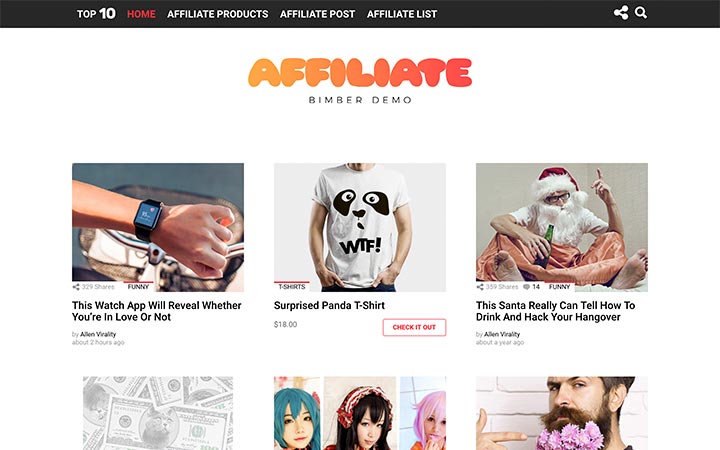 TOP 10 HOME AFFILIATE PRODUCTS AFFILIATE POST AFFILIATE LIST
AFFILIATE
BIMBER DEMO
329 Shares FUNNY
This Watch App Will Reveal Whether
You're In Love Or Not
by Allen Virality
about 2 hours ago
WTF!
T-SHIRTS
Surprised Panda T-Shirt
$18.00
CHECK IT OUT
359 Shares 14 FUNNY
This Santa Really Can Tell How To
Drink And Hack Your Hangover
by Allen Virality
about a year ago